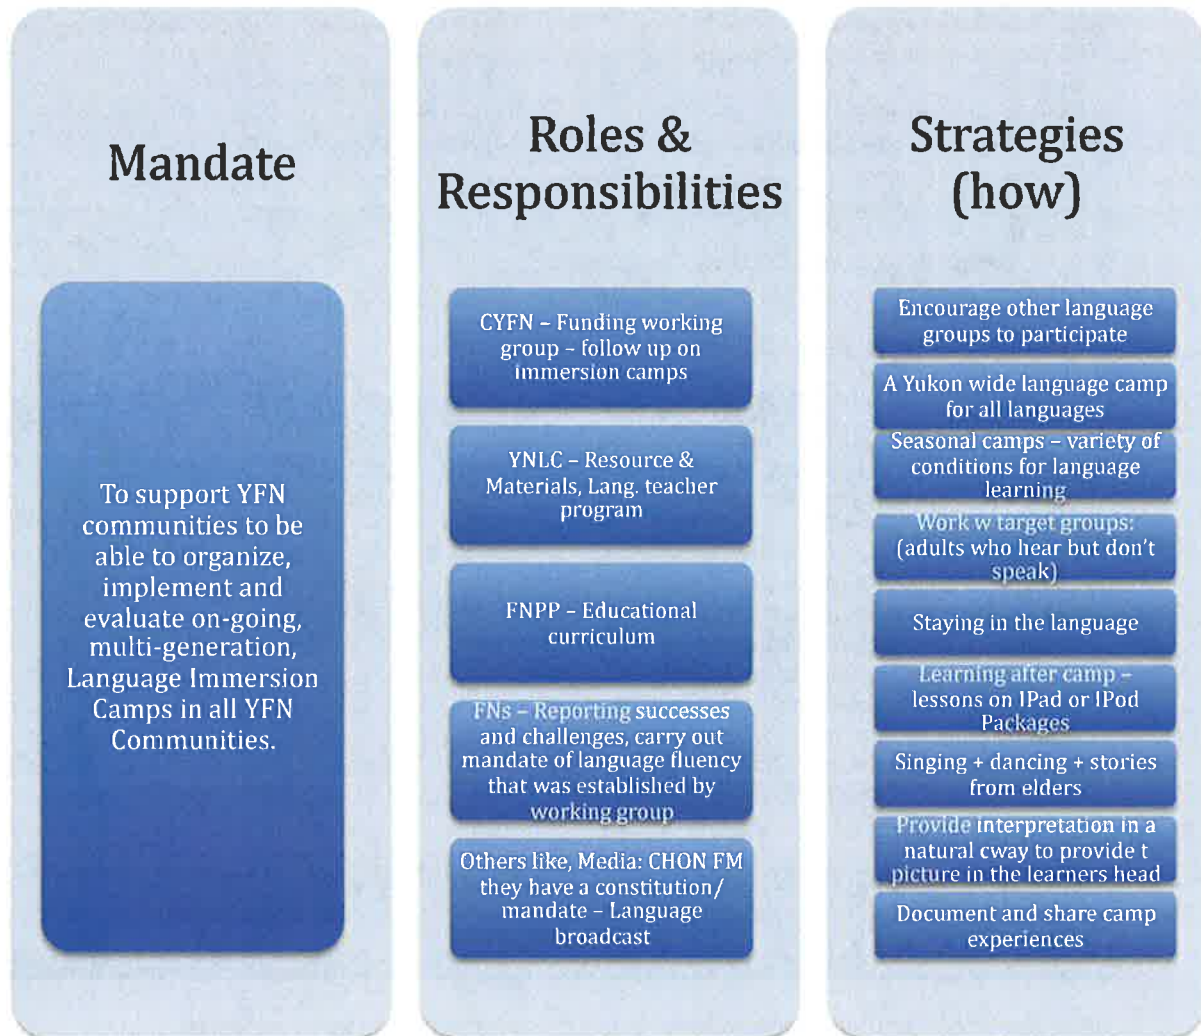 Mandate
To support YFN
communities to be
able to organize,
implement and
evaluate on-going,
multi-generation,
Language Immersion
Camps in all YFN
Communities.
Roles &
Responsibilities
CYFN – Funding working
group – follow up on
immersion camps
YNLC – Resource &
Materials, Lang. teacher
program
FNPP – Educational
curriculum
FNs – Reporting successes
and challenges, carry out
mandate of language fluency
that was established by
working group
Others like, Media: CHON FM
they have a constitution/
mandate – Language
broadcast
Strategies
(how)
Encourage other language
groups to participate
A Yukon wide language camp
for all languages
Seasonal camps – variety of
conditions for language
learning
Work w target groups:
(adults who hear but don't
speak)
Staying in the language
Learning after camp –
lessons on IPad or IPod
Packages
Singing + dancing + stories
from elders
Provide interpretation in a
natural cway to provide t
picture in the learners head
Document and share camp
experiences